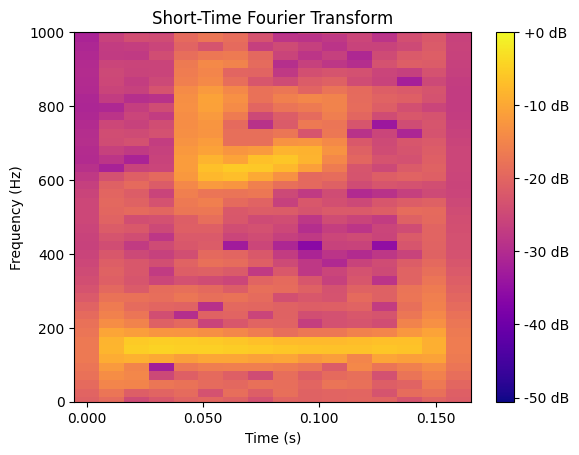 Short-Time Fourier Transform
1000
800
600
400
200
0
Frequency (Hz)
0.000
0.050
0.100
0.150
Time (s)
+0 dB
-10 dB
-20 dB
-30 dB
-40 dB
-50 dB